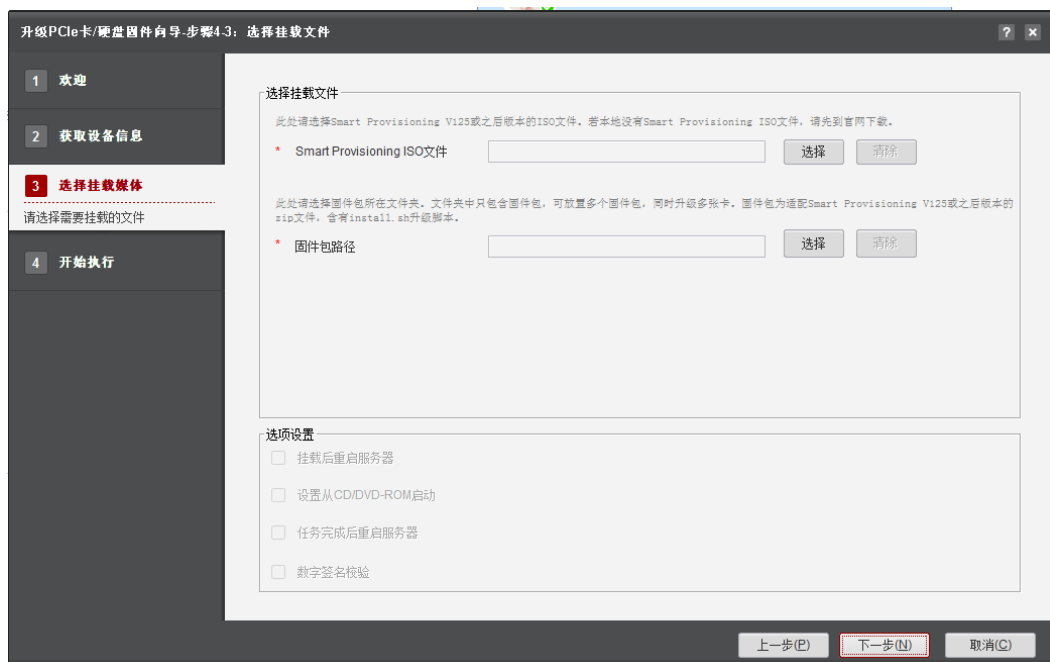 升级PCIe卡/硬盘固件向导-步骤4-3：选择挂载文件
? ×
1 欢迎
2 获取设备信息
3 选择挂载媒体
请选择需要挂载的文件
4 开始执行
选择挂载文件
此处请选择Smart Provisioning V125或之后版本的ISO文件。若本地没有Smart Provisioning ISO文件，请先到官网下载。
* Smart Provisioning ISO文件 选择 清除
此处请选择固件包所在文件夹。文件夹中只包含固件包，可放置多个固件包，同时升级多张卡。固件包为适配Smart Provisioning V125或之后版本的
zip文件，含有install.sh升级脚本。
* 固件包路径 选择 清除
选项设置
挂载后重启服务器
设置从CD/DVD-ROM启动
任务完成后重启服务器
数字签名校验
上一步(P) 下一步(N) 取消(C)